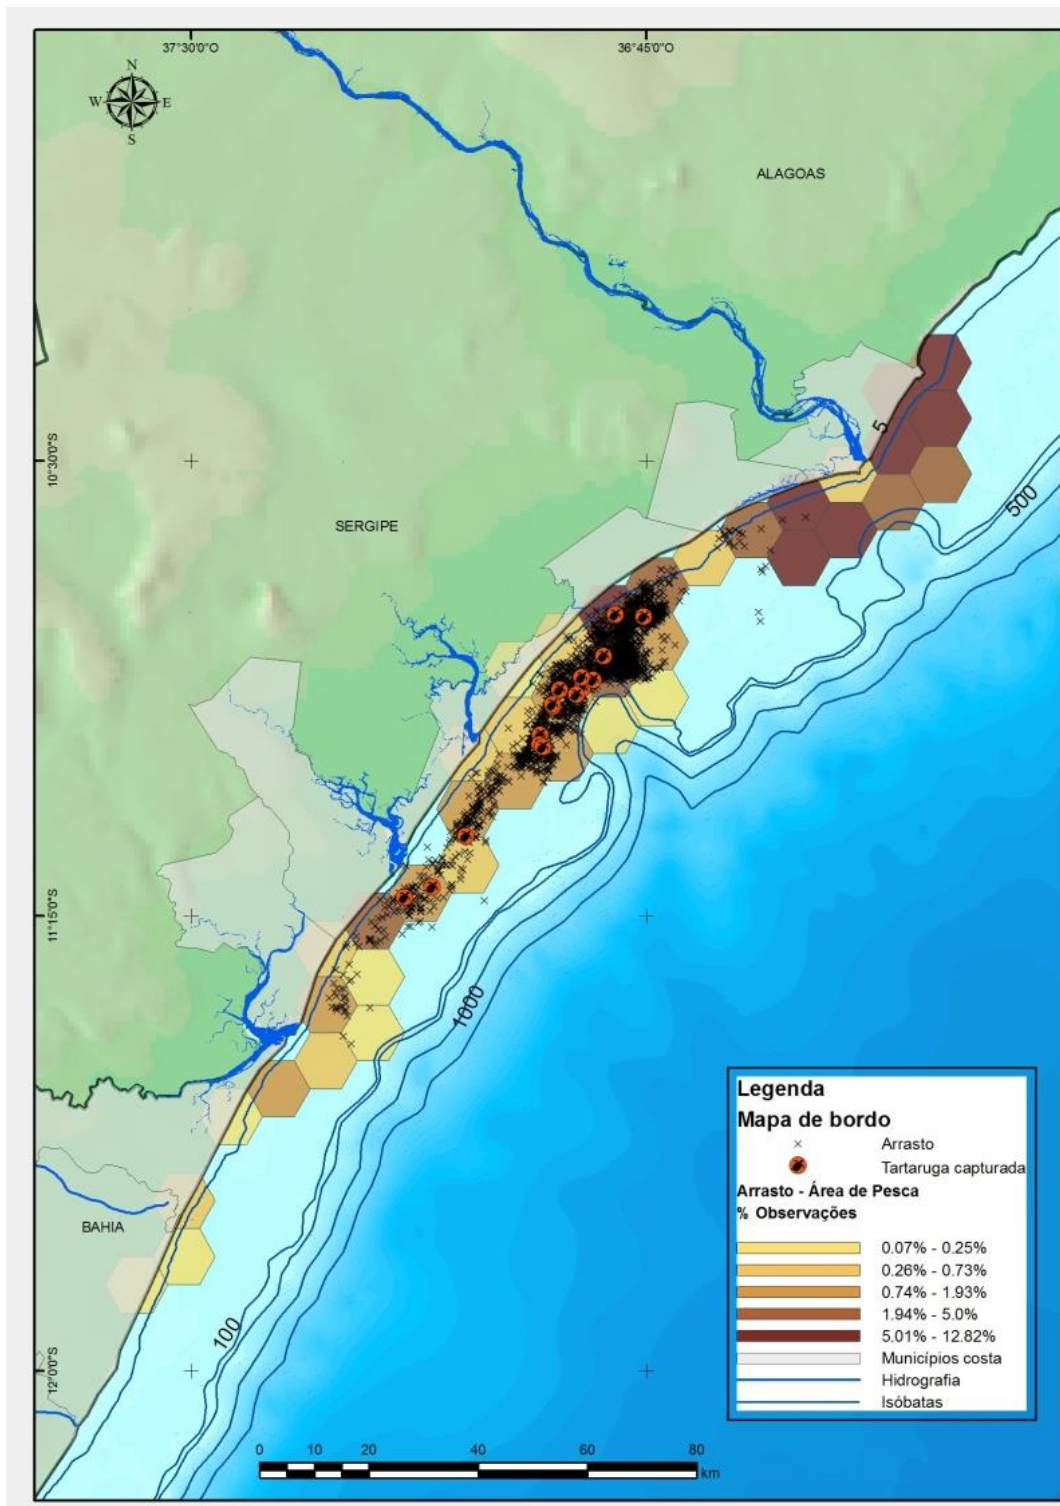 37°30'0"O
36°45'0"O
N
W
E
S
ALAGOAS
5
10°30'0"S
500
SERGIPE
11°15'0"S
1000
BAHIA
100
12°0'0"S
Legenda
Mapa de bordo
Arrasto
Tartaruga capturada
Arrasto - Área de Pesca
% Observações
0.07% - 0.25%
0.26% - 0.73%
0.74% - 1.93%
1.94% - 5.0%
5.01% - 12.82%
Municípios costa
Hidrografia
Isóbatas
0 10 20 40 60 80
km